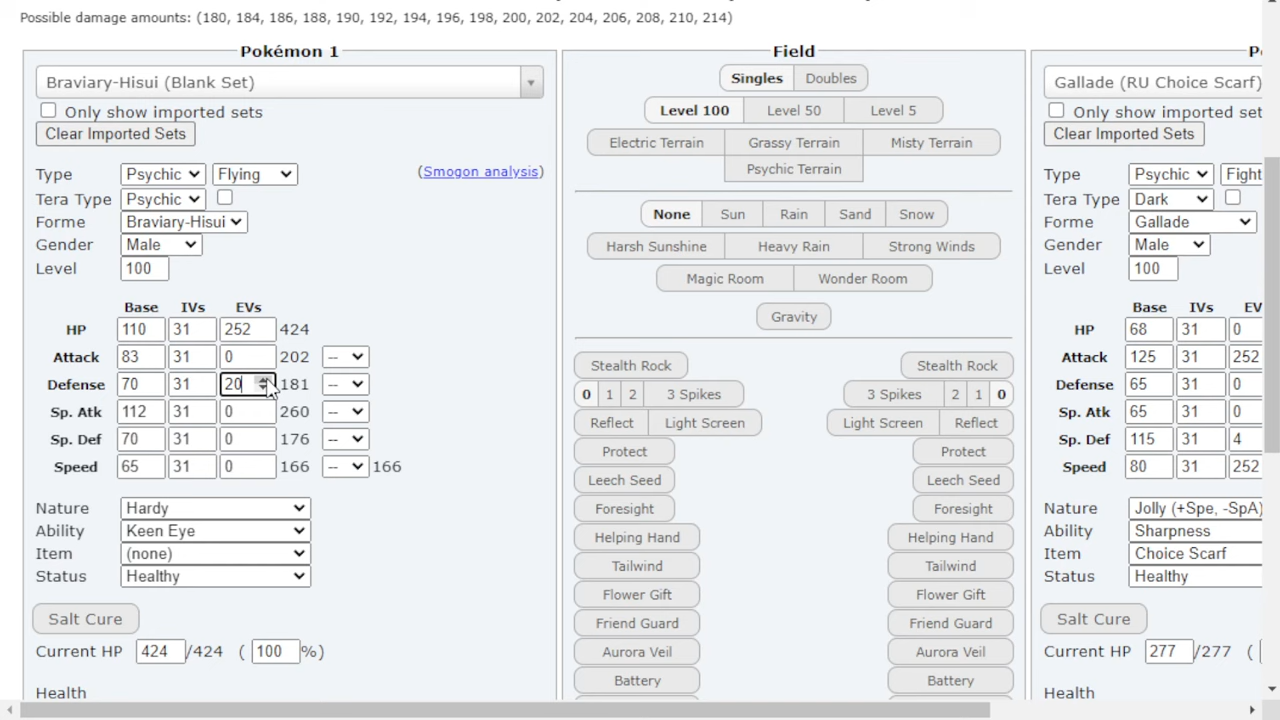 Possible damage amounts: (180, 184, 186, 188, 190, 192, 194, 196, 198, 200, 202, 204, 206, 208, 210, 214)
Pokémon 1
Braviary-Hisui (Blank Set)
Only show imported sets
Clear Imported Sets
Type Psychic Flying (Smogon analysis)
Tera Type Psychic
Forme Braviary-Hisui
Gender Male
Level 100
Base IVs EVs
HP 110 31 252 424
Attack 83 31 0 202 --
Defense 70 31 20 181 --
Sp. Atk 112 31 0 260 --
Sp. Def 70 31 0 176 --
Speed 65 31 0 166 -- 166
Nature Hardy
Ability Keen Eye
Item (none)
Status Healthy
Salt Cure
Current HP 424 /424 ( 100 %)
Health
Field
Singles Doubles
Level 100 Level 50 Level 5
Electric Terrain Grassy Terrain Misty Terrain
Psychic Terrain
None Sun Rain Sand Snow
Harsh Sunshine Heavy Rain Strong Winds
Magic Room Wonder Room
Gravity
Stealth Rock Stealth Rock
0 1 2 3 Spikes 3 Spikes 2 1 0
Reflect Light Screen Light Screen Reflect
Protect Protect
Leech Seed Leech Seed
Foresight Foresight
Helping Hand Helping Hand
Tailwind Tailwind
Flower Gift Flower Gift
Friend Guard Friend Guard
Aurora Veil Aurora Veil
Battery Battery
Gallade (RU Choice Scarf)
Only show imported set
Clear Imported Sets
Type Psychic Fight
Tera Type Dark
Forme Gallade
Gender Male
Level 100
Base IVs EV
HP 68 31 0
Attack 125 31 252
Defense 65 31 0
Sp. Atk 65 31 0
Sp. Def 115 31 4
Speed 80 31 252
Nature Jolly (+Spe, -SpA)
Ability Sharpness
Item Choice Scarf
Status Healthy
Salt Cure
Current HP 277 /277 (
Health